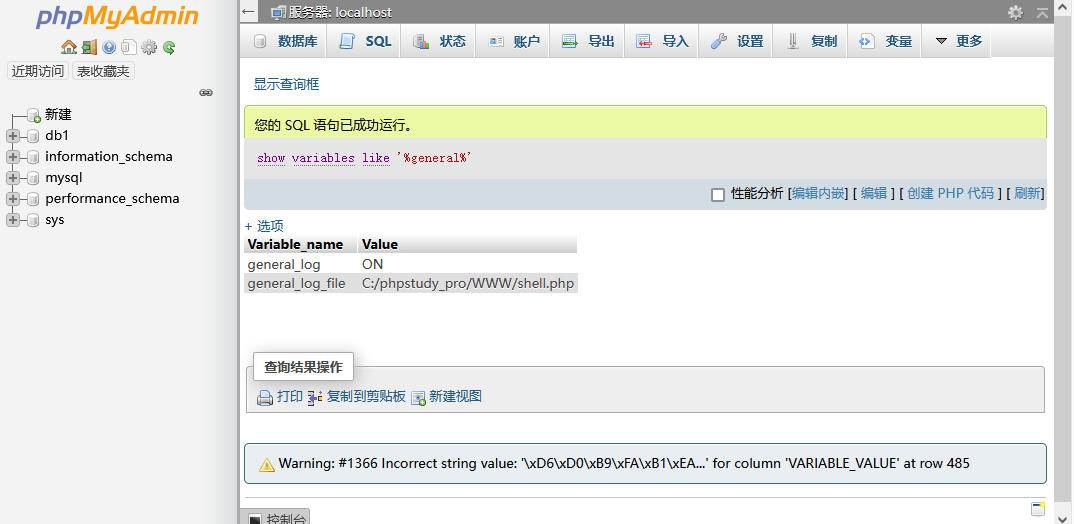 phpMyAdmin
近期访问 表收藏夹
新建
db1
information_schema
mysql
performance_schema
sys
服务器: localhost
数据库 SQL 状态 账户 导出 导入 设置 复制 变量 更多
显示查询框
您的 SQL 语句已成功运行。
show variables like '%general%'
性能分析 [编辑内嵌] [ 编辑 ] [ 创建 PHP 代码 ] [ 刷新]
+ 选项
Variable_name Value
general_log ON
general_log_file C:/phpstudy_pro/WWW/shell.php
查询结果操作
打印 复制到剪贴板 新建视图
Warning: #1366 Incorrect string value: '\xD6\xD0\xB9\xFA\xB1\xEA...' for column 'VARIABLE_VALUE' at row 485
控制台